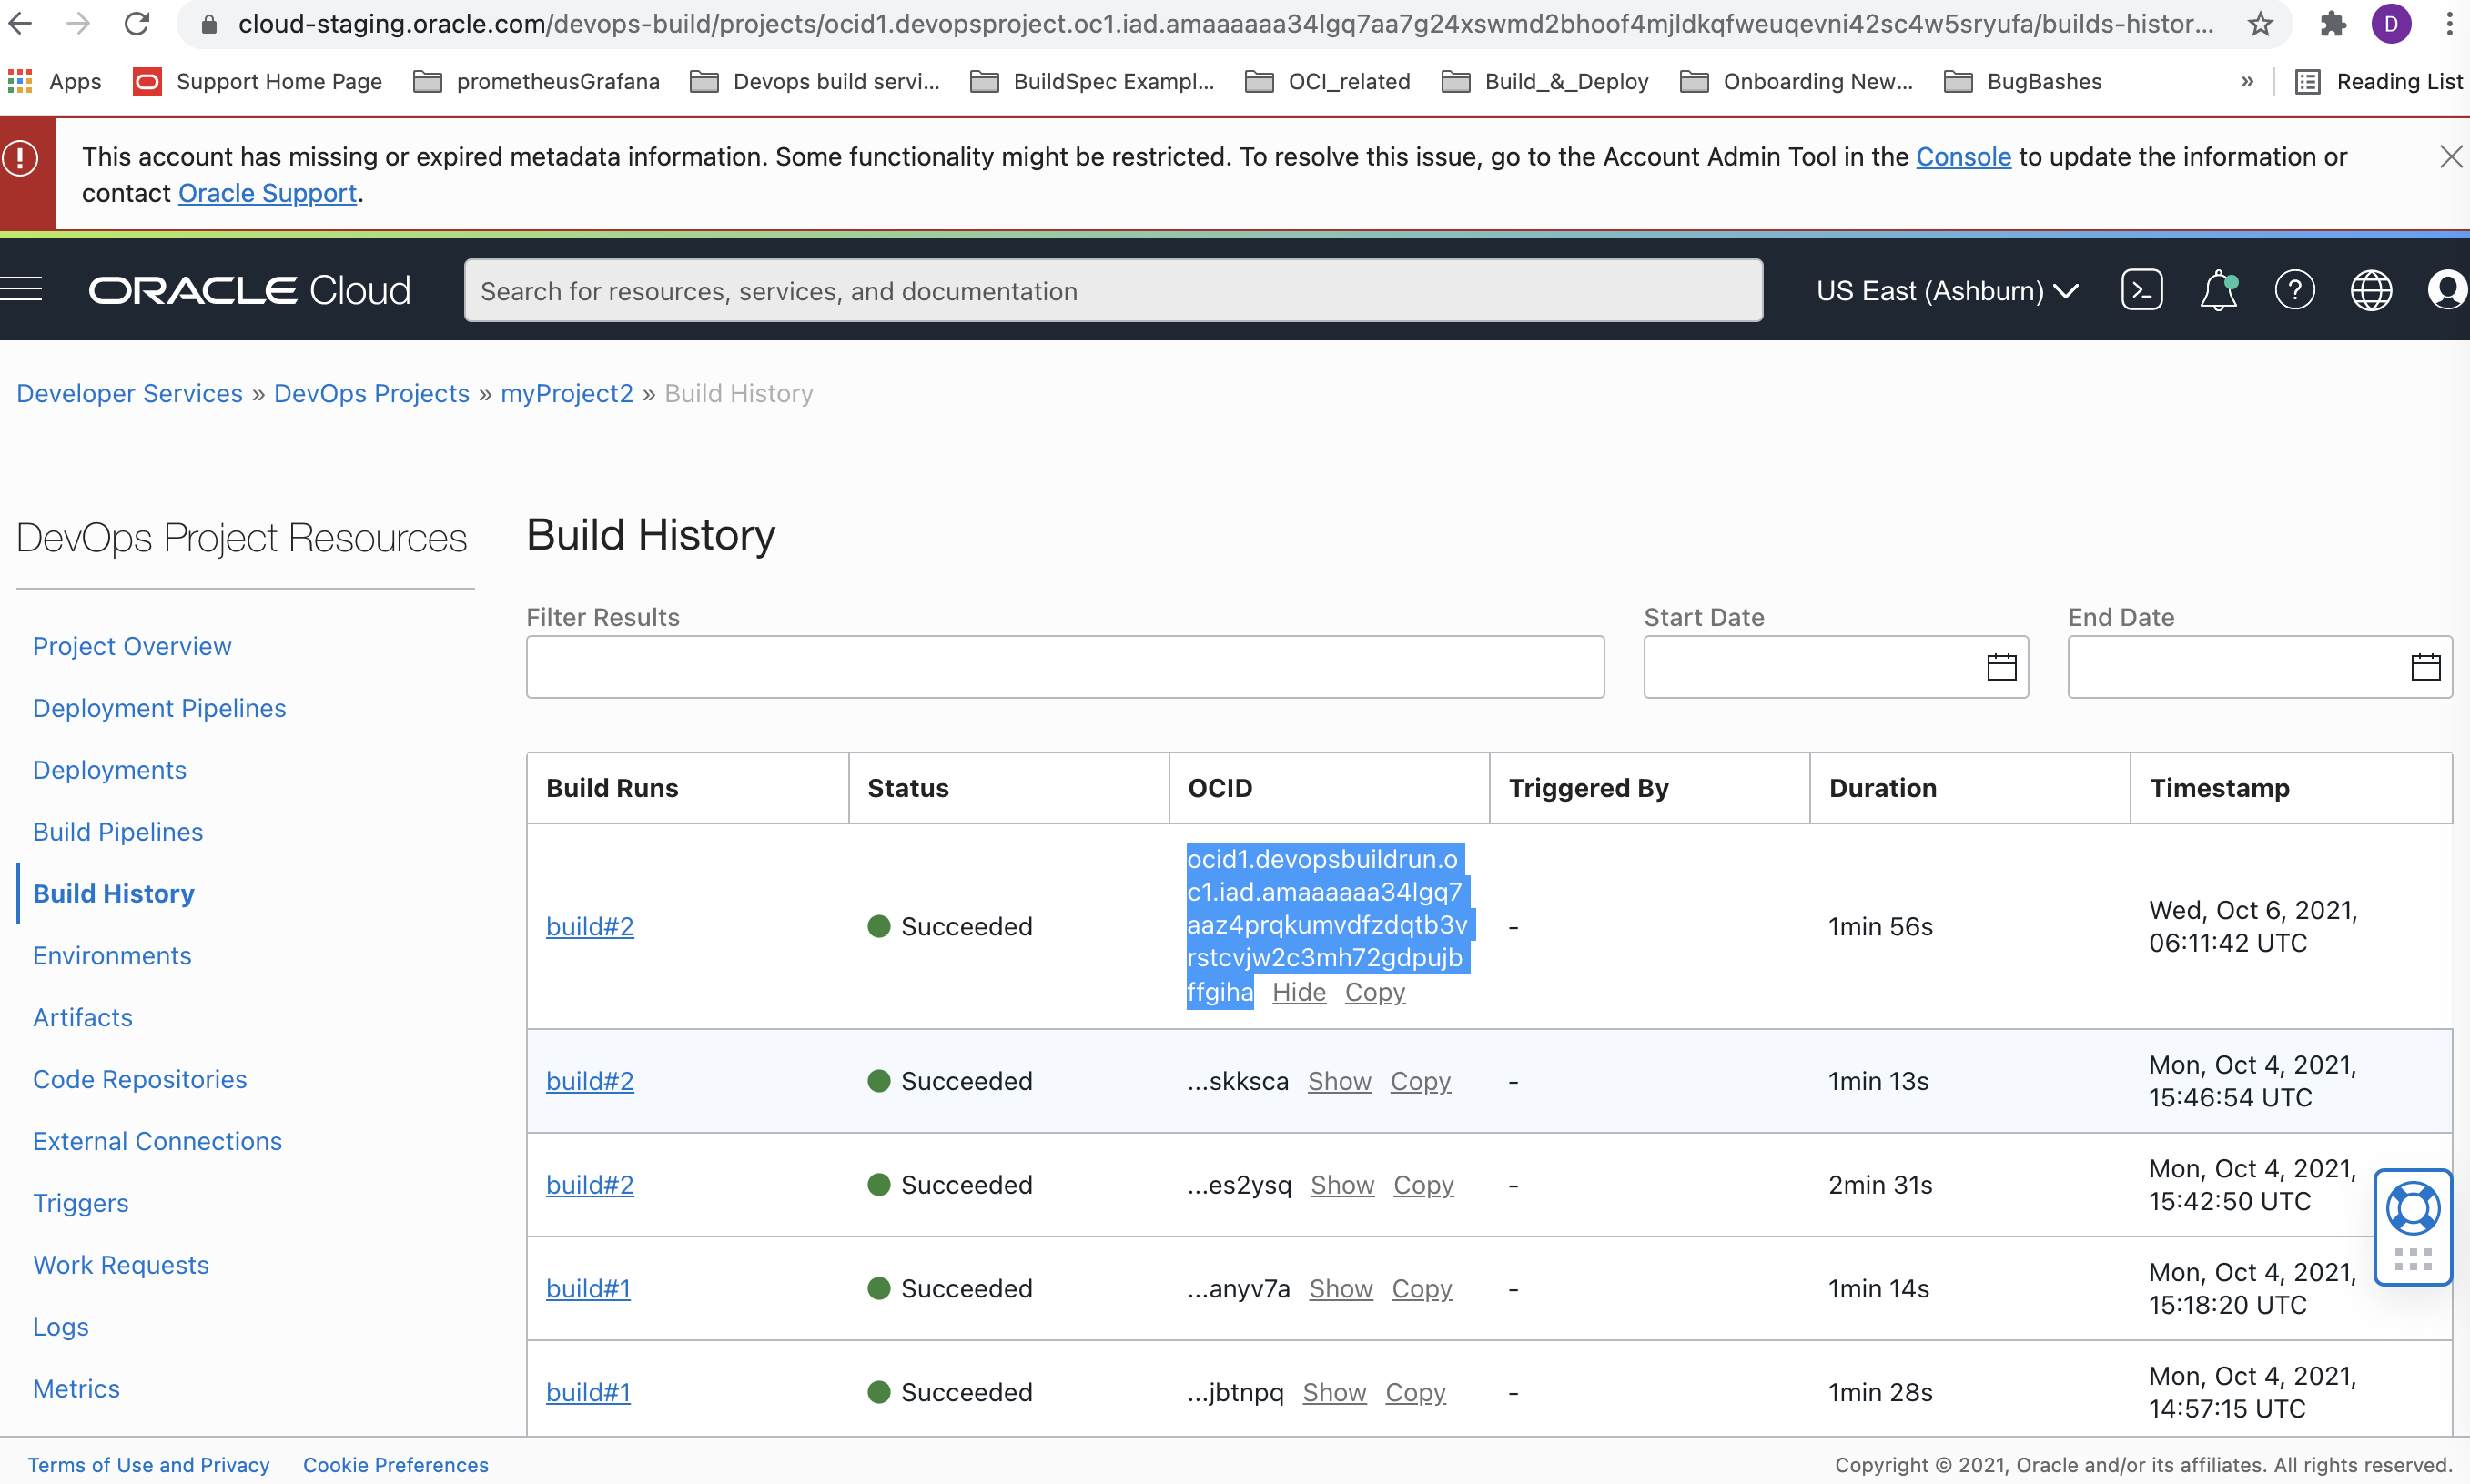 cloud-staging.oracle.com/devops-build/projects/ocid1.devopsproject.oc1.iad.amaaaaaa34lgq7aa7g24xswmd2bhoof4mjldkqfweuqevni42sc4w5sryufa/builds-histor...
D
Apps Support Home Page prometheusGrafana Devops build servi... BuildSpec Exampl... OCI_related Build_&_Deploy Onboarding New... BugBashes » Reading List
This account has missing or expired metadata information. Some functionality might be restricted. To resolve this issue, go to the Account Admin Tool in the Console to update the information or
contact Oracle Support.
ORACLE Cloud
Search for resources, services, and documentation
US East (Ashburn)
Developer Services » DevOps Projects » myProject2 » Build History
DevOps Project Resources
Project Overview
Deployment Pipelines
Deployments
Build Pipelines
Build History
Environments
Artifacts
Code Repositories
External Connections
Triggers
Work Requests
Logs
Metrics
Build History
Filter Results
Start Date
End Date
Build Runs Status OCID Triggered By Duration Timestamp
build#2 Succeeded
ocid1.devopsbuildrun.o
c1.iad.amaaaaaa34lgq7
aaz4prqkumvdfzdqtb3v
rstcvjw2c3mh72gdpujb
ffgiha Hide Copy
- 1min 56s
Wed, Oct 6, 2021,
06:11:42 UTC
build#2 Succeeded ...skksca Show Copy - 1min 13s
Mon, Oct 4, 2021,
15:46:54 UTC
build#2 Succeeded ...es2ysq Show Copy - 2min 31s
Mon, Oct 4, 2021,
15:42:50 UTC
build#1 Succeeded ...anyv7a Show Copy - 1min 14s
Mon, Oct 4, 2021,
15:18:20 UTC
build#1 Succeeded ...jbtnpq Show Copy - 1min 28s
Mon, Oct 4, 2021,
14:57:15 UTC
Terms of Use and Privacy Cookie Preferences
Copyright © 2021, Oracle and/or its affiliates. All rights reserved.